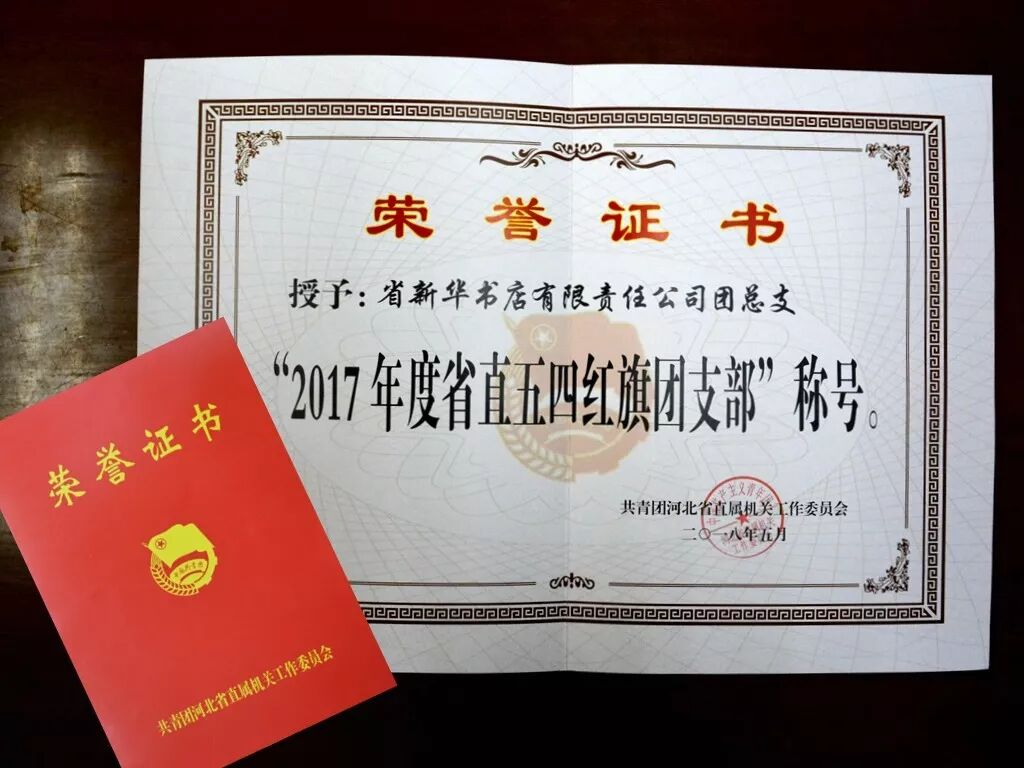 荣誉证书
授予：省新华书店有限责任公司团总支
“2017年度省直五四红旗团支部”称号。
共青团河北省直属机关工作委员会
二〇一八年五月
荣誉证书
共青团河北省直属机关工作委员会